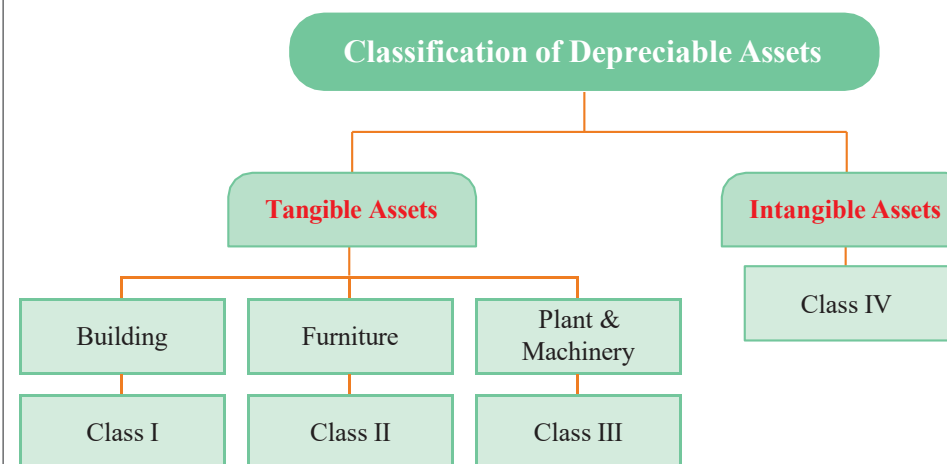 Classification of Depreciable Assets
Tangible Assets
Intangible Assets
Building
Furniture
Plant &
Machinery
Class IV
Class I
Class II
Class III